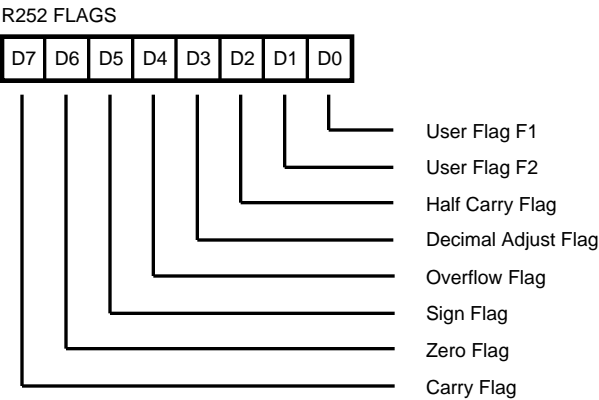 R252 FLAGS
D7 D6 D5 D4 D3 D2 D1 D0
User Flag F1
User Flag F2
Half Carry Flag
Decimal Adjust Flag
Overflow Flag
Sign Flag
Zero Flag
Carry Flag